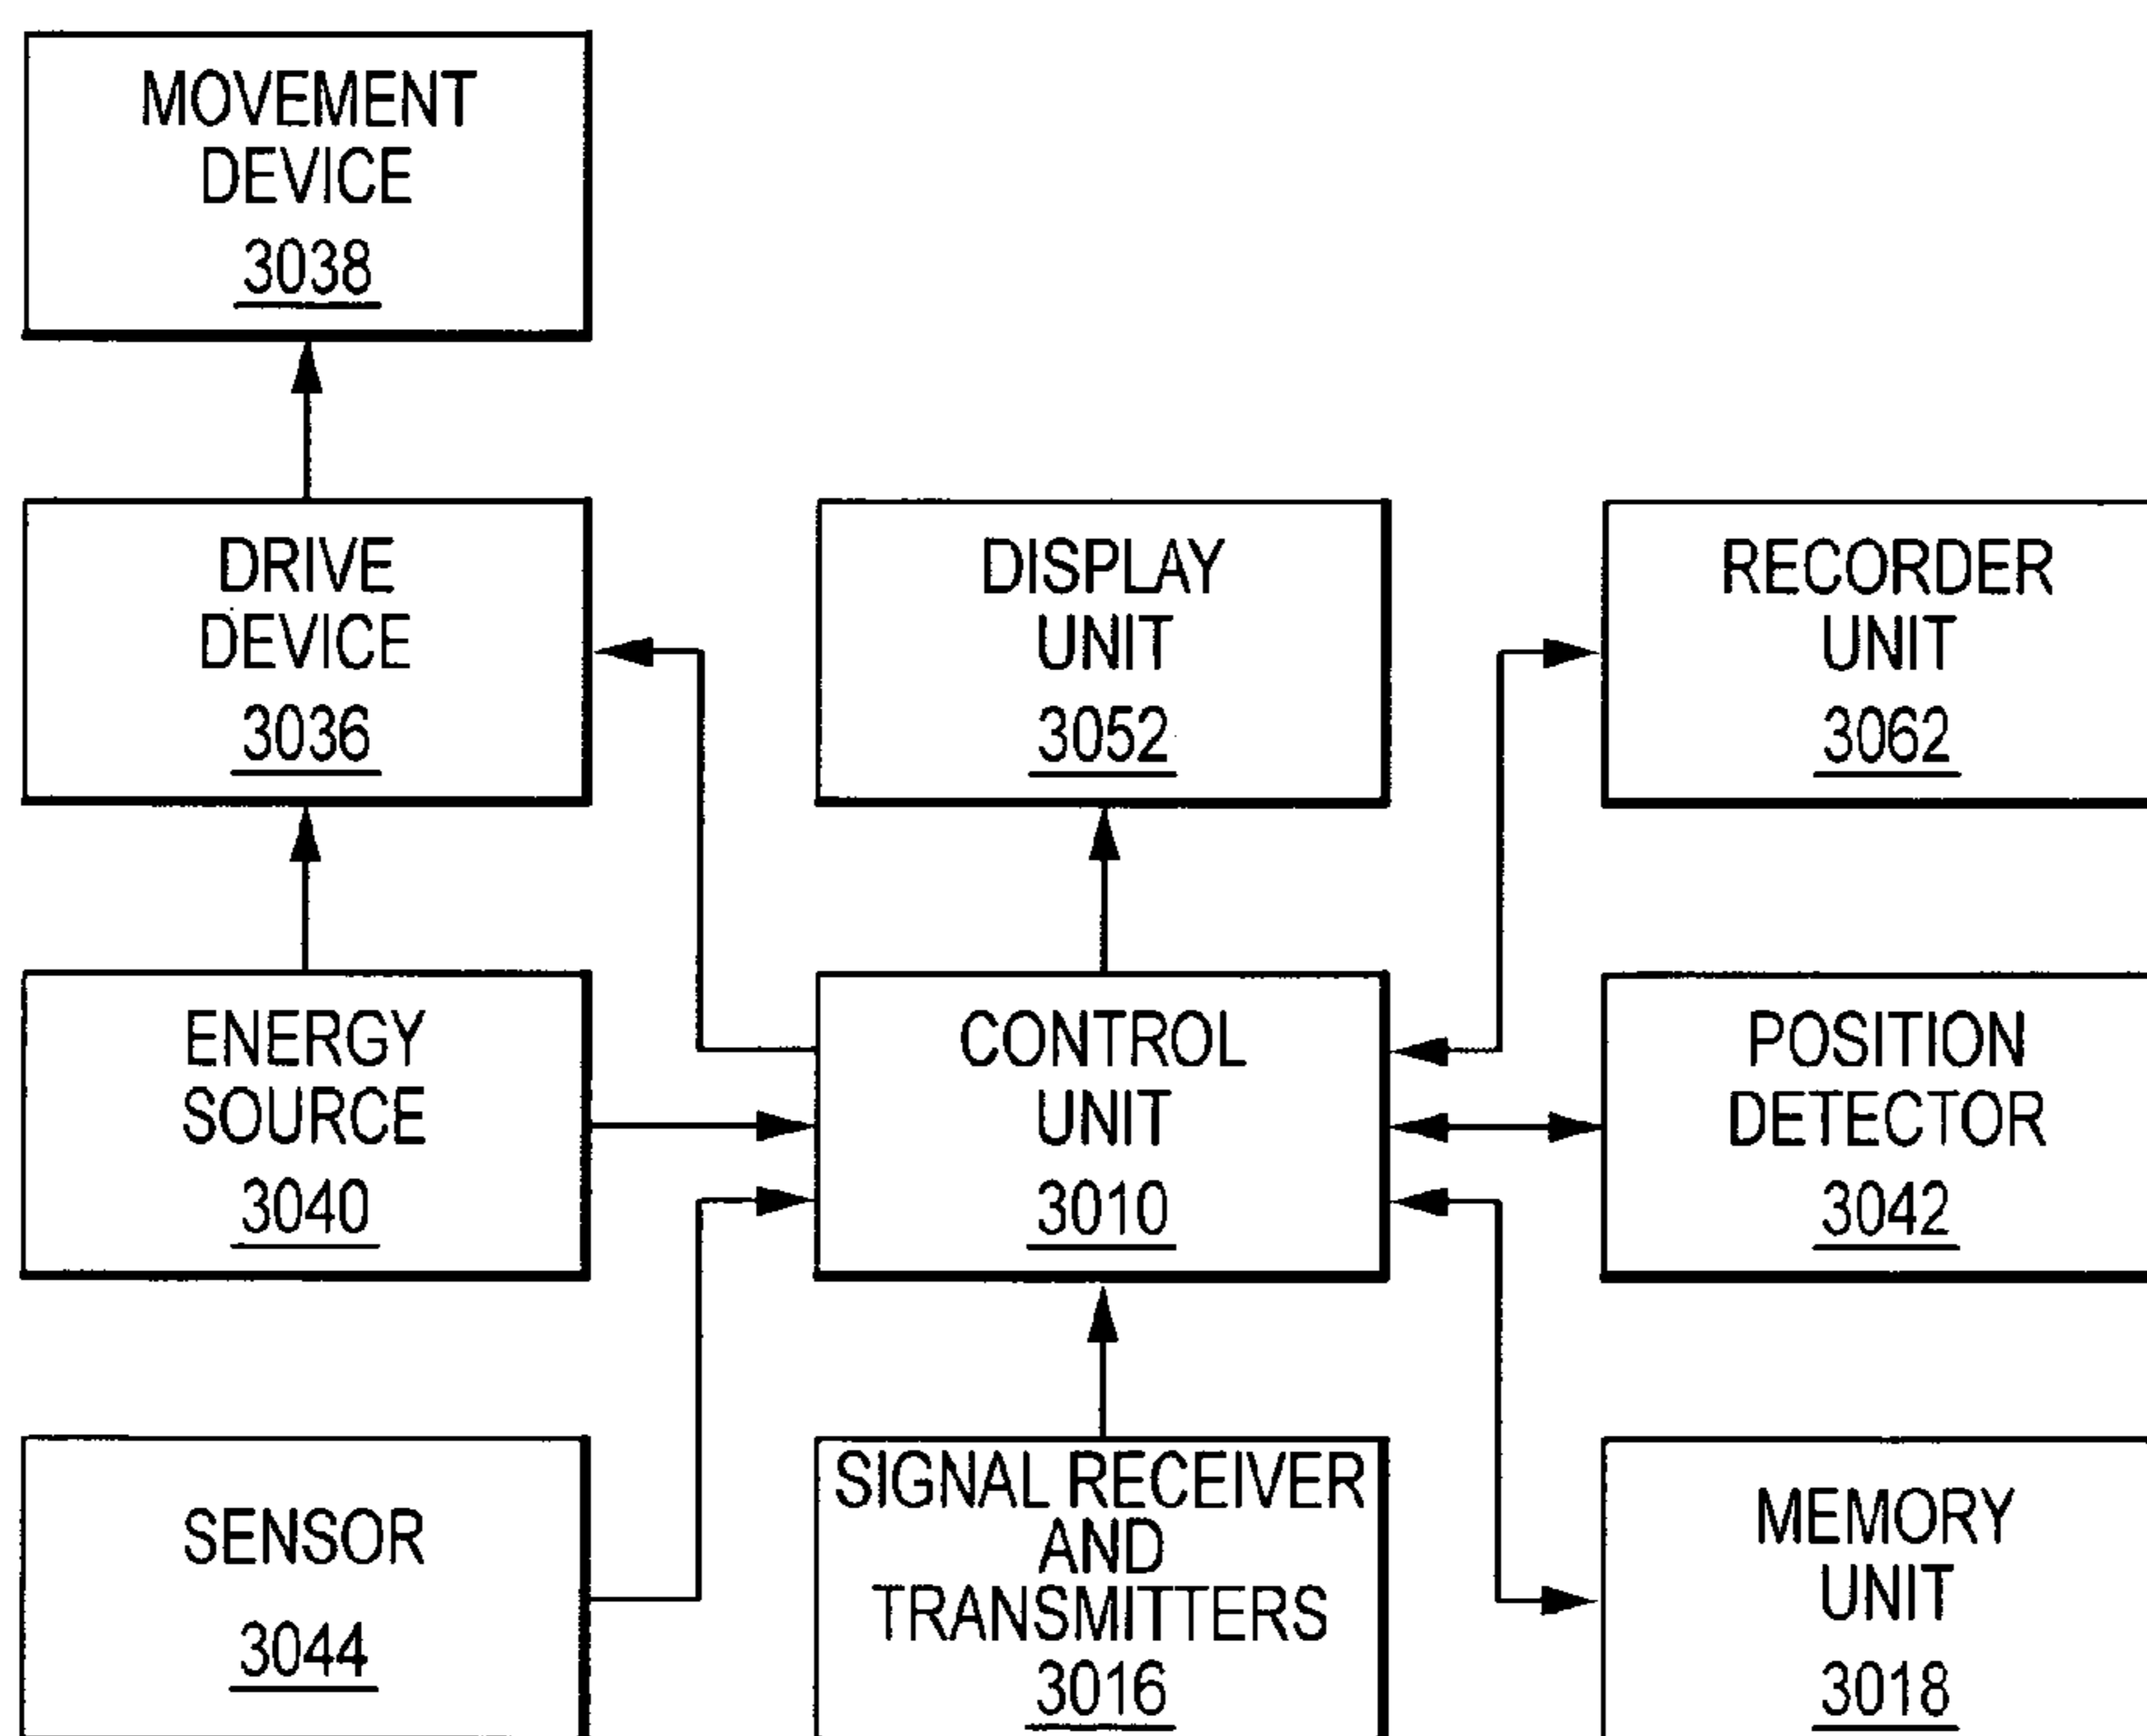 MOVEMENT
DEVICE
3038
DRIVE
DEVICE
3036
DISPLAY
UNIT
3052
RECORDER
UNIT
3062
ENERGY
SOURCE
3040
CONTROL
UNIT
3010
POSITION
DETECTOR
3042
SENSOR
3044
SIGNAL RECEIVER
AND
TRANSMITTERS
3016
MEMORY
UNIT
3018